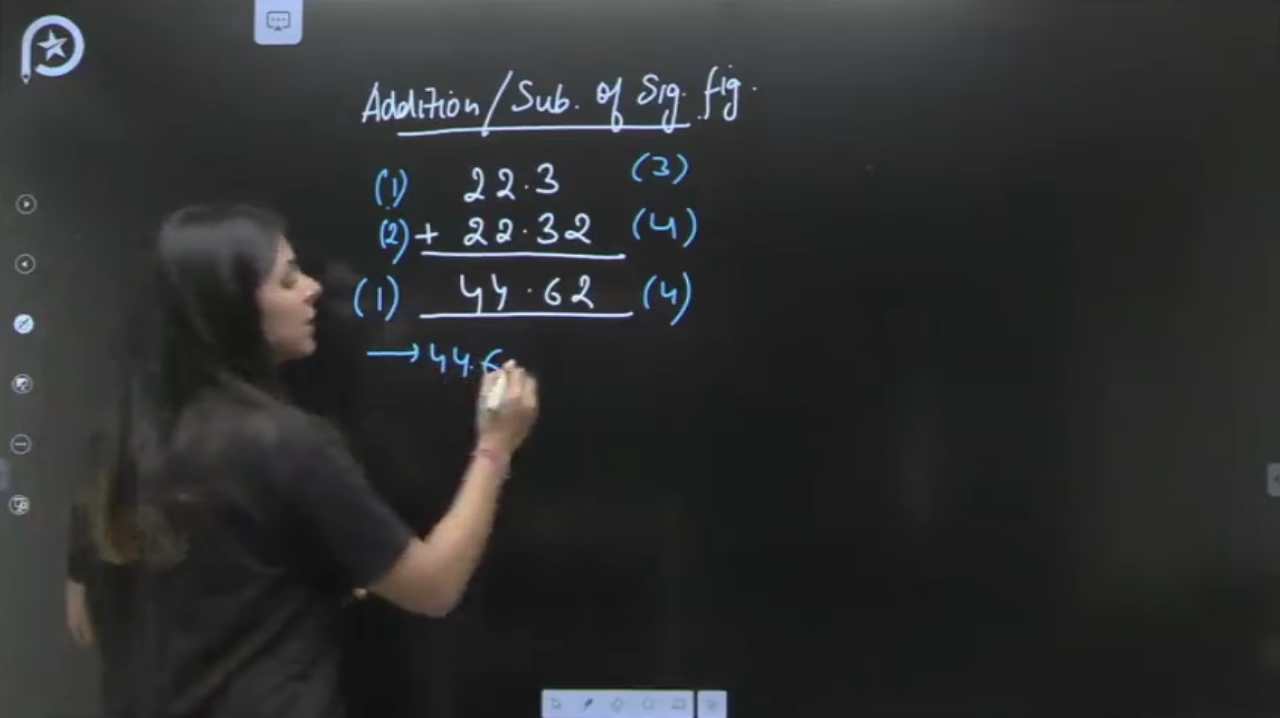 Addition/Sub. of Sig. fig.
(1) 22.3 (3)
(2) + 22.32 (4)
(1) 44.62 (4)
→ 44.6